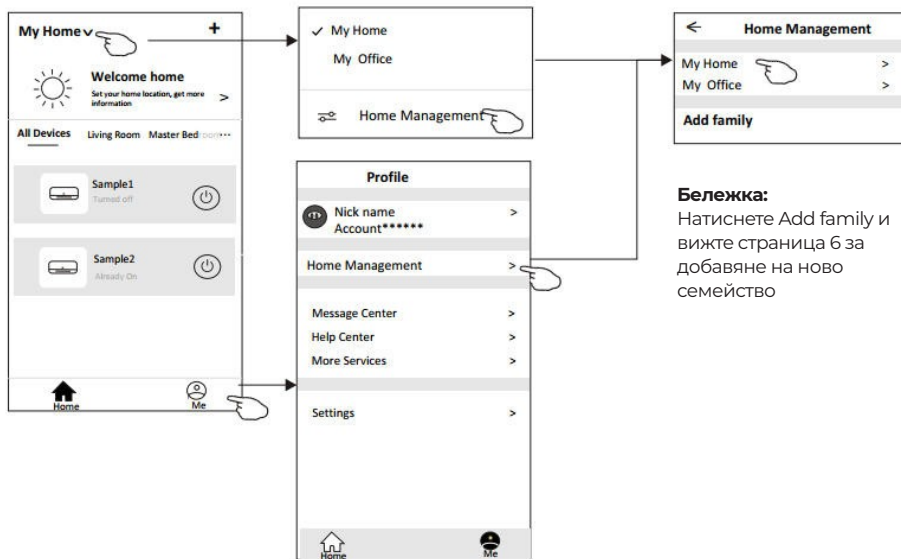 My Home
+
Welcome home
Set your home location, get more
information
>
All Devices Living Room Master Bedroom...
Sample1
Turned off
Sample2
Already On
Home
Me
✓ My Home
My Office
Home Management
Profile
Nick name >
Account******
Home Management >
Message Center >
Help Center >
More Services >
Settings >
Home
Me
← Home Management
My Home >
My Office >
Add family
Бележка:
Натиснете Add family и
вижте страница 6 за
добавяне на ново
семейство